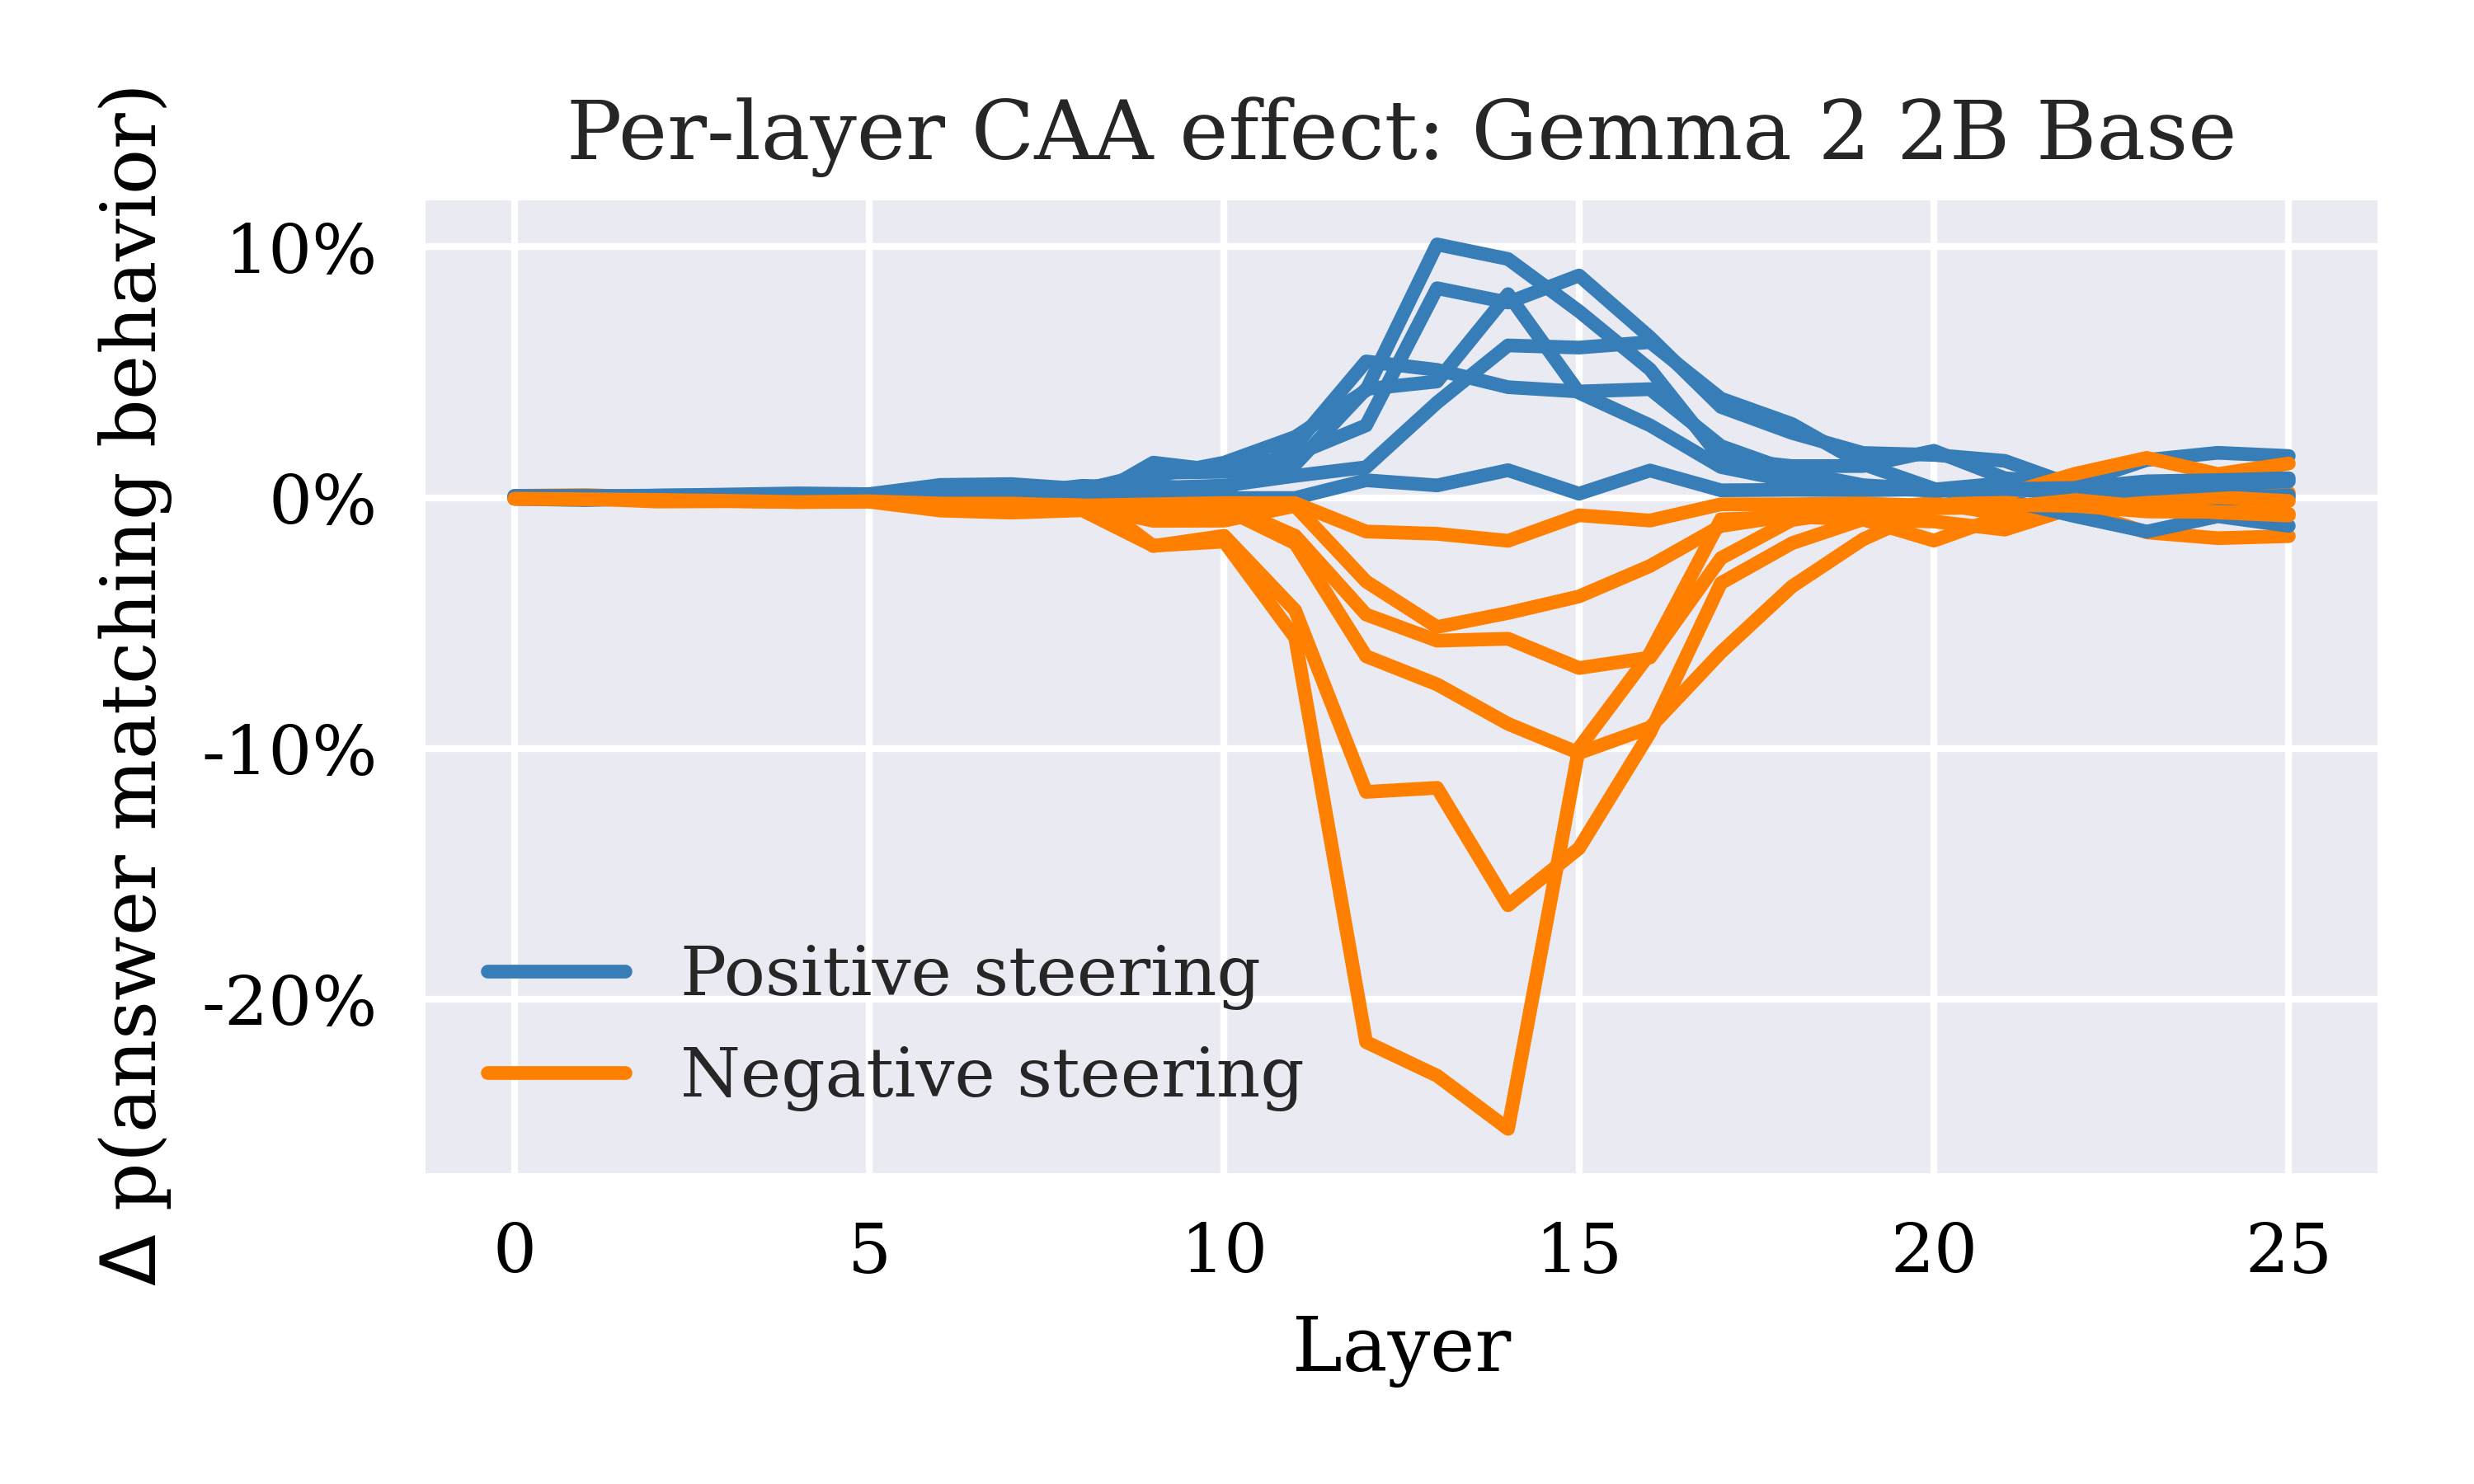 Per-layer CAA effect: Gemma 2 2B Base
Δ p(answer matching behavior)
10%
0%
-10%
-20%
Positive steering
Negative steering
0 5 10 15 20 25
Layer